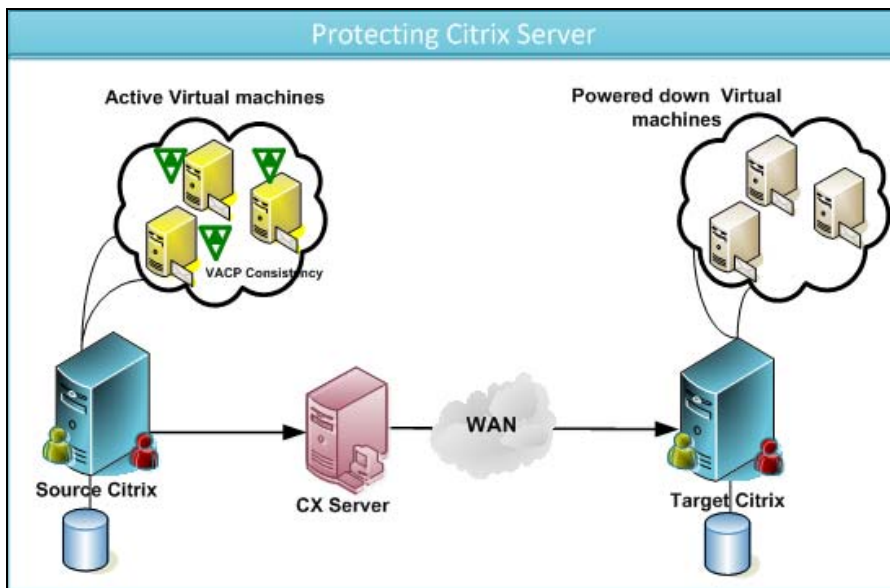 Protecting Citrix Server
Active Virtual machines
Powered down Virtual
machines
VACP Consistency
WAN
Source Citrix
CX Server
Target Citrix